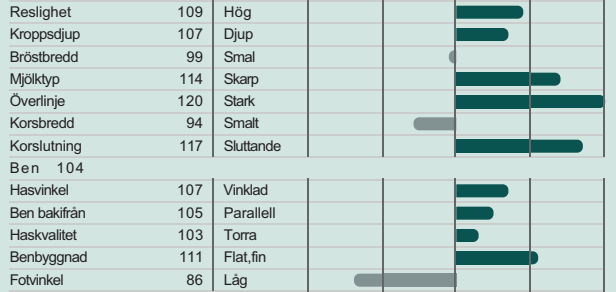 Reslighet 109 Hög
Kroppsdjup 107 Djup
Bröstbredd 99 Smal
Mjölktyp 114 Skarp
Överlinje 120 Stark
Korsbredd 94 Smalt
Korslutning 117 Sluttande
Ben 104
Hasvinkel 107 Vinklad
Ben bakifrån 105 Parallell
Haskvalitet 103 Torra
Benbyggnad 111 Flat,fin
Fotvinkel 86 Låg